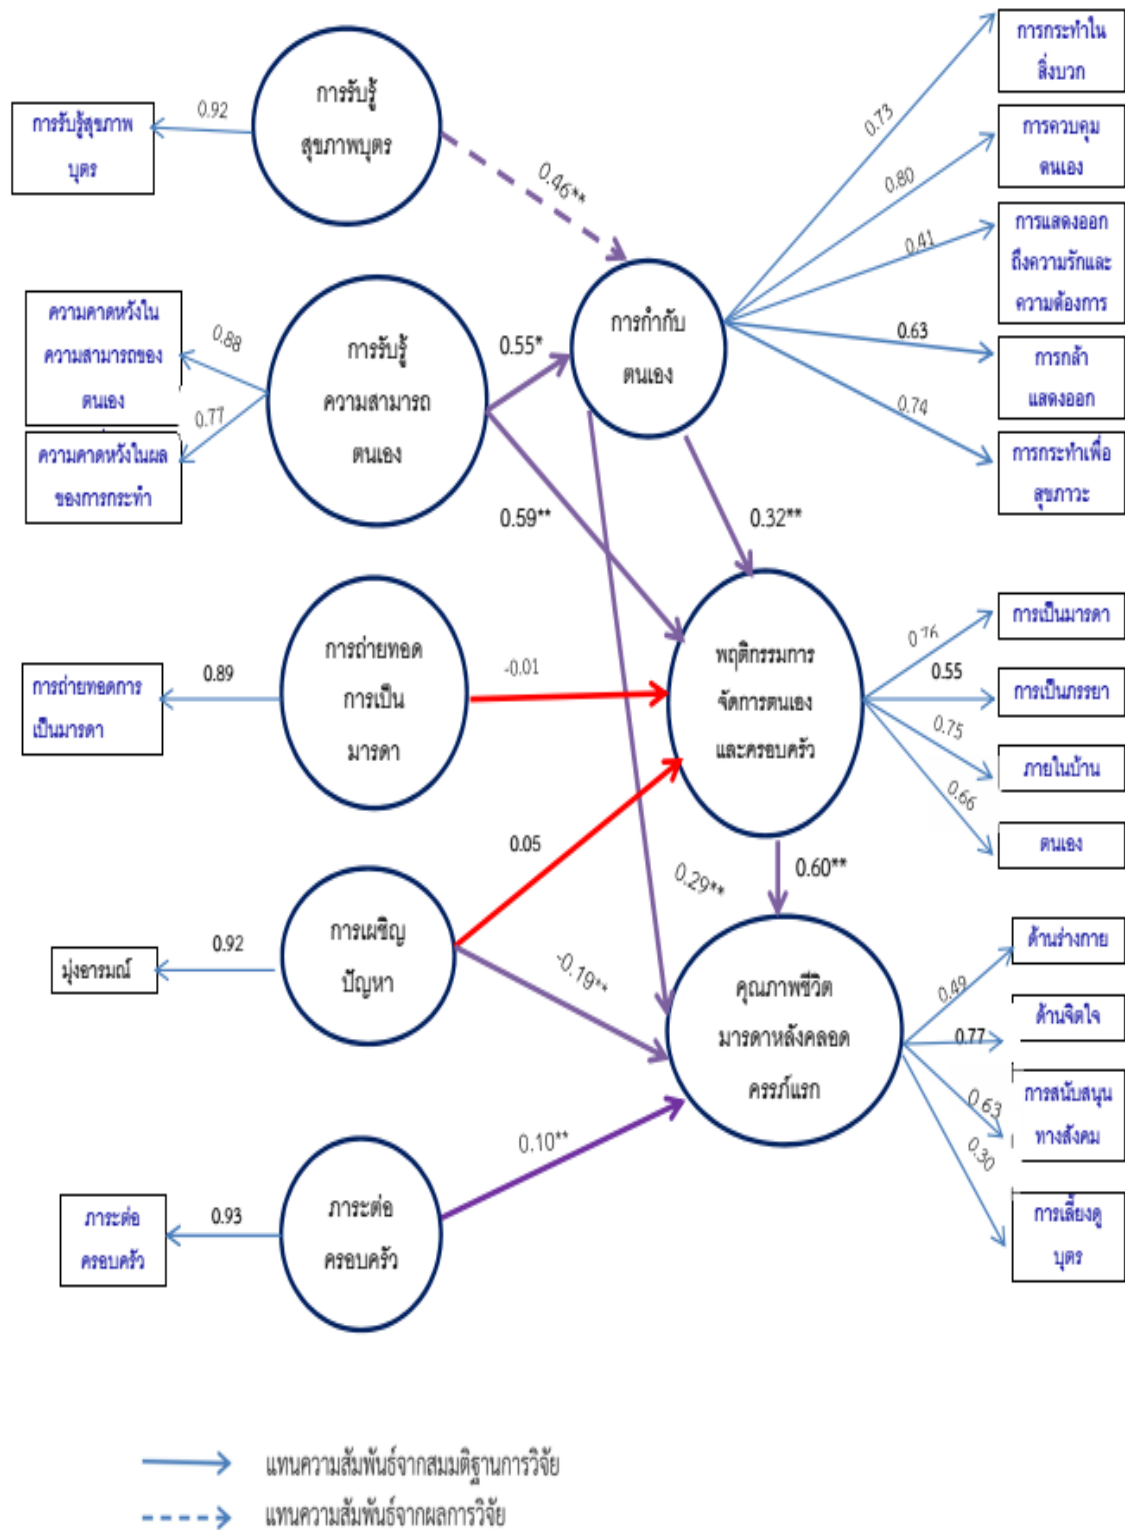 การรับรู้สุขภาพ
บุตร
0.92
การรับรู้
สุขภาพบุตร
0.46**
ความคาดหวังใน
ความสามารถของ
ตนเอง
ความคาดหวังในผล
ของการกระทำ
0.88
0.77
การรับรู้
ความสามารถ
ตนเอง
0.55*
0.59**
การกำกับ
ตนเอง
0.73
0.80
0.41
0.63
0.74
การกระทำใน
สิ่งบวก
การควบคุม
ตนเอง
การแสดงออก
ถึงความรักและ
ความต้องการ
การกล้า
แสดงออก
การกระทำเพื่อ
สุขภาวะ
0.32**
การถ่ายทอดการ
เป็นมารดา
0.89
การถ่ายทอด
การเป็น
มารดา
-0.01
พฤติกรรมการ
จัดการตนเอง
และครอบครัว
0.76
0.55
0.75
0.66
การเป็นมารดา
การเป็นภรรยา
ภายในบ้าน
ตนเอง
0.05
0.29**
0.60**
มุ่งอารมณ์
0.92
การเผชิญ
ปัญหา
-0.19**
คุณภาพชีวิต
มารดาหลังคลอด
ครรภ์แรก
0.49
0.77
0.63
0.30
ด้านร่างกาย
ด้านจิตใจ
การสนับสนุน
ทางสังคม
การเลี้ยงดู
บุตร
0.10**
ภาระต่อ
ครอบครัว
0.93
ภาระต่อ
ครอบครัว
แทนความสัมพันธ์จากสมมติฐานการวิจัย
แทนความสัมพันธ์จากผลการวิจัย